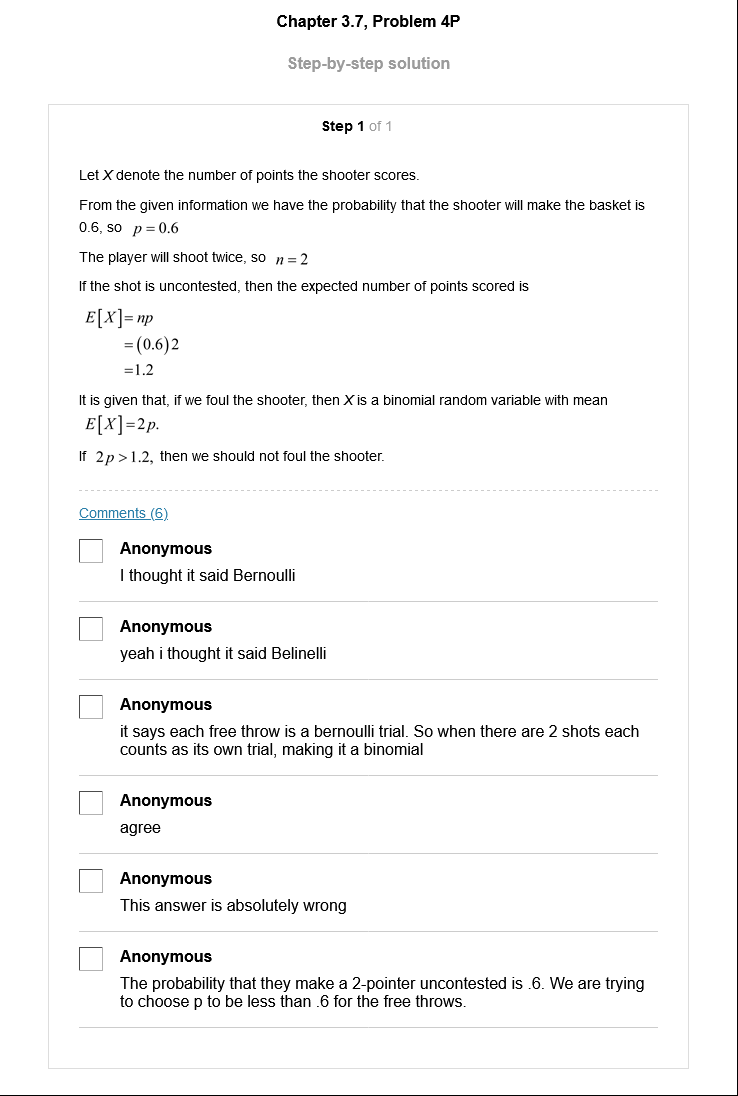 Chapter 3.7, Problem 4P
Step-by-step solution
Step 1 of 1
Let X denote the number of points the shooter scores.
From the given information we have the probability that the shooter will make the basket is
0.6, so p = 0.6
The player will shoot twice, so n = 2
If the shot is uncontested, then the expected number of points scored is
E[X]= np
=(0.6)2
=1.2
It is given that, if we foul the shooter, then X is a binomial random variable with mean
E[X]=2p.
If 2p>1.2, then we should not foul the shooter.
Comments (6)
Anonymous
I thought it said Bernoulli
Anonymous
yeah i thought it said Belinelli
Anonymous
it says each free throw is a bernoulli trial. So when there are 2 shots each
counts as its own trial, making it a binomial
Anonymous
agree
Anonymous
This answer is absolutely wrong
Anonymous
The probability that they make a 2-pointer uncontested is .6. We are trying
to choose p to be less than .6 for the free throws.